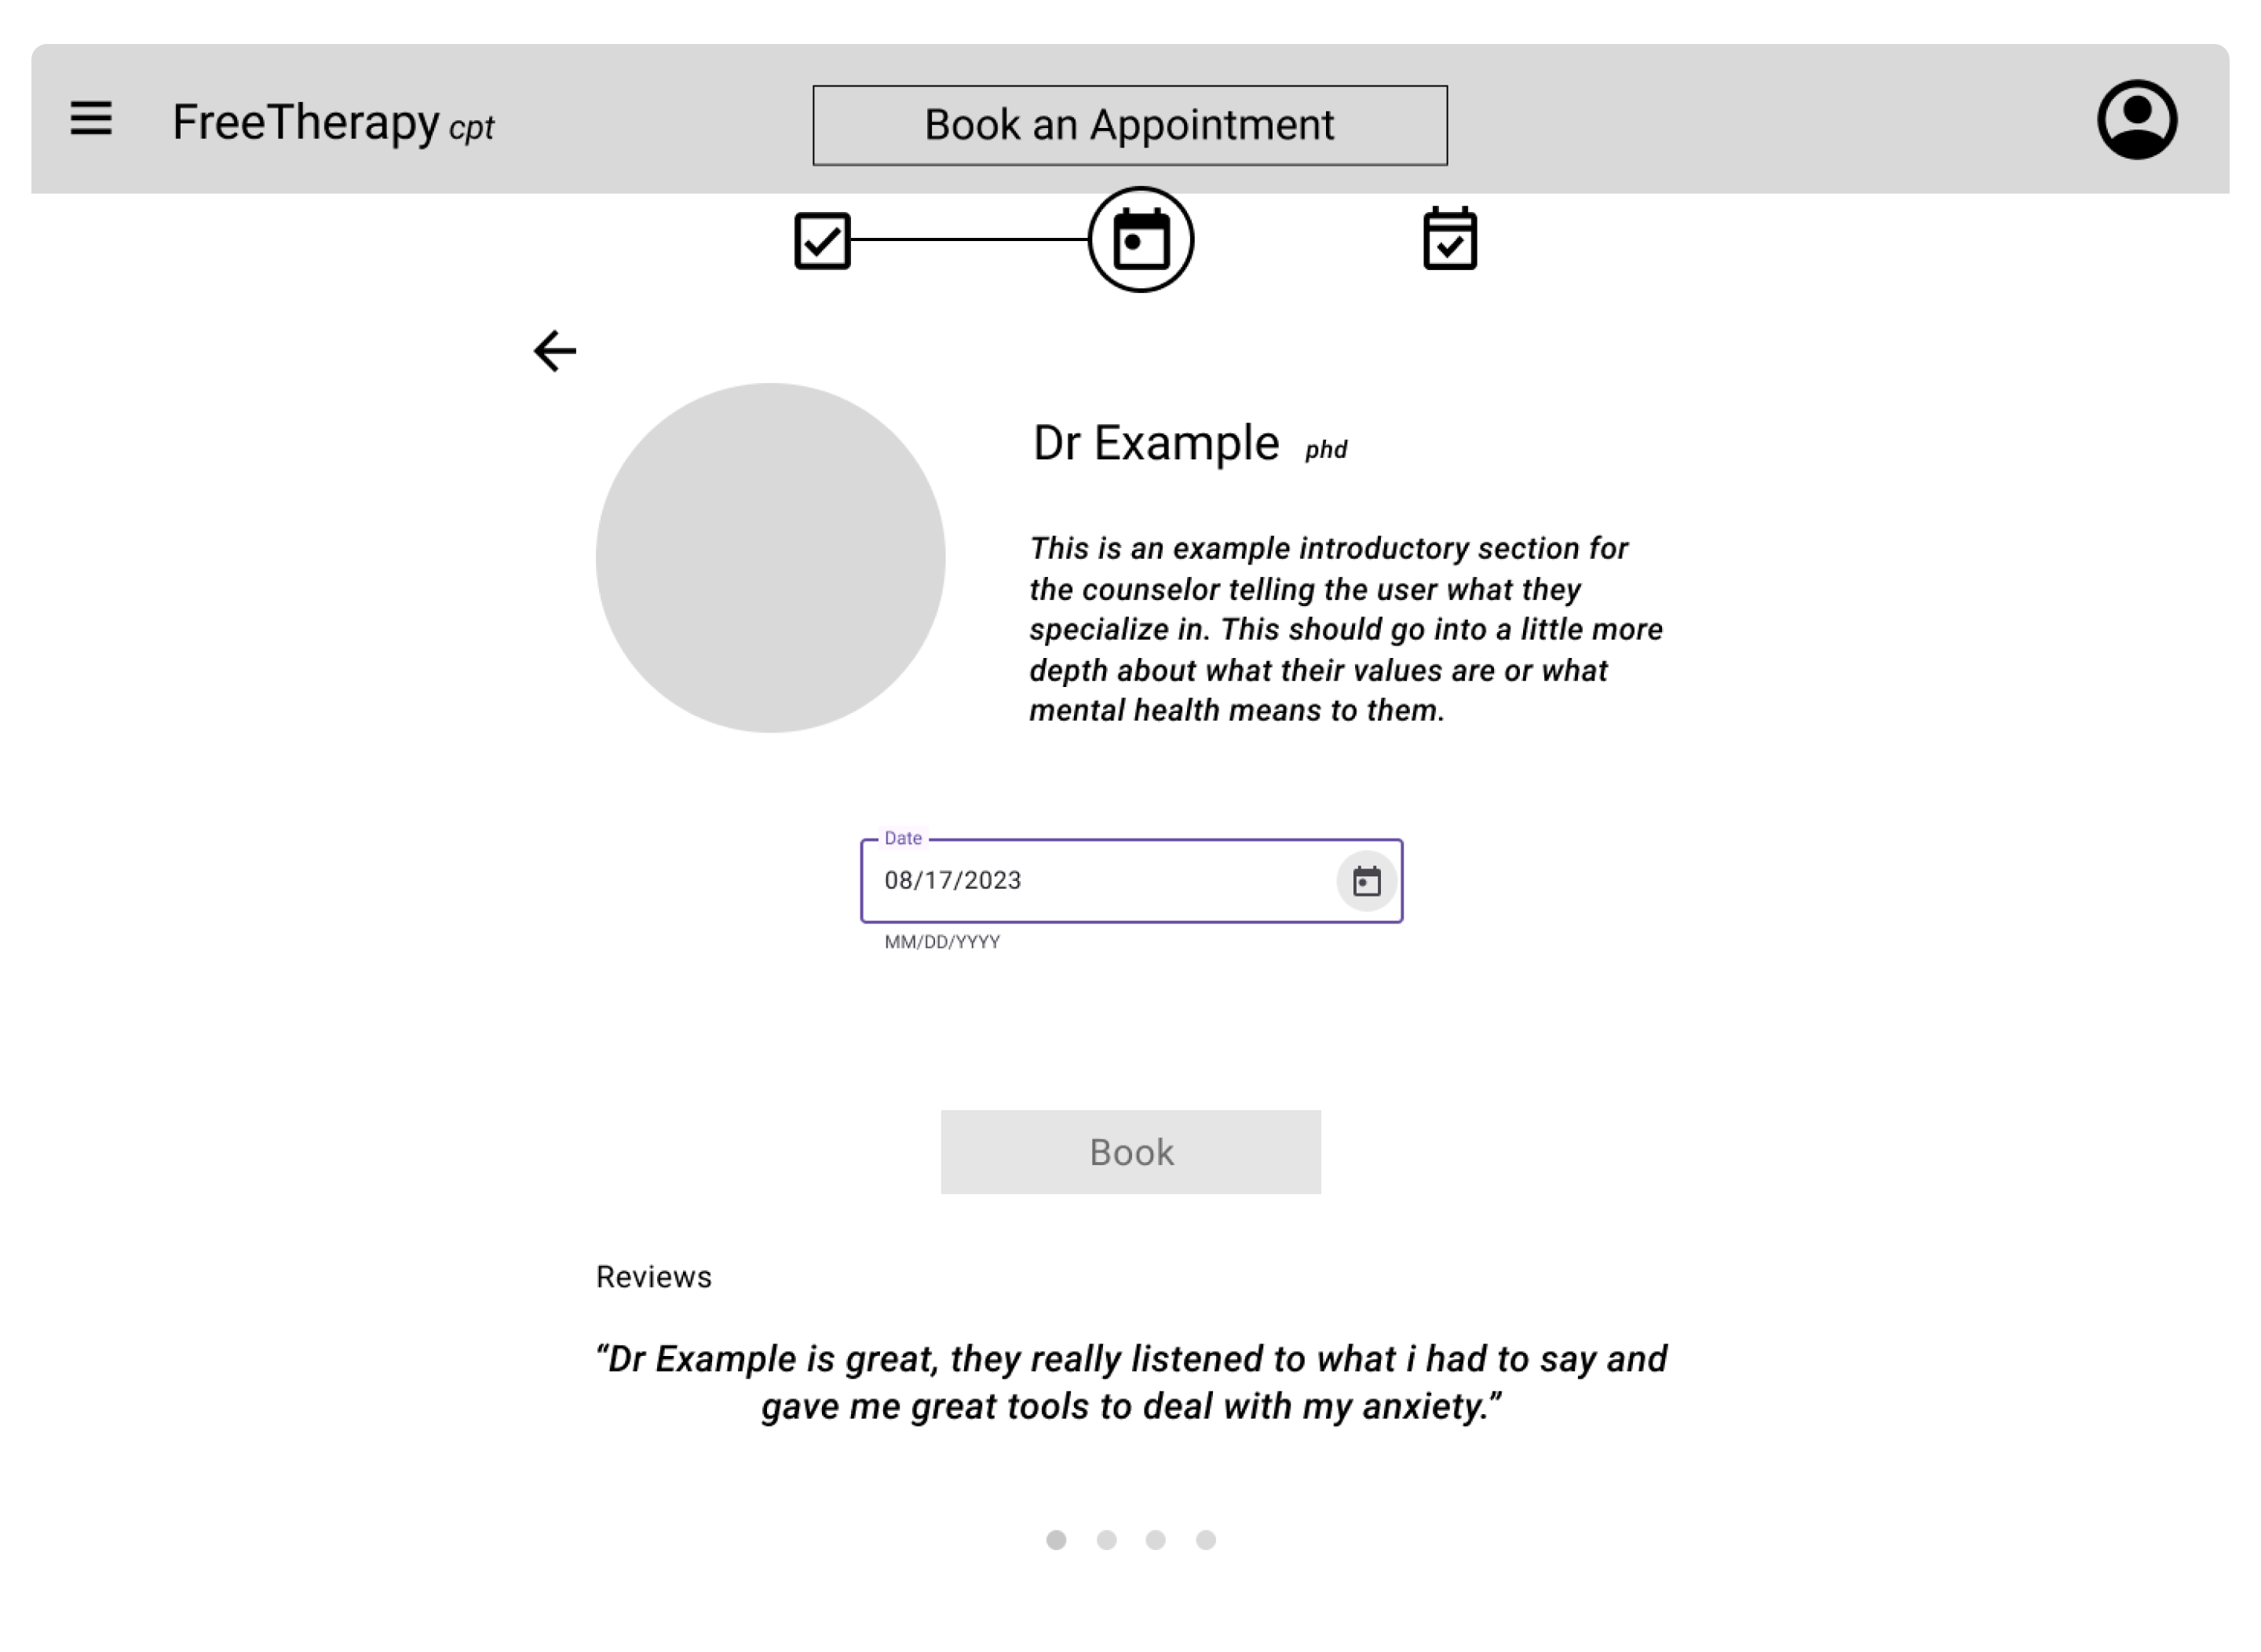 FreeTherapy cpt
Book an Appointment
Dr Example phd
This is an example introductory section for
the counselor telling the user what they
specialize in. This should go into a little more
depth about what their values are or what
mental health means to them.
Date
08/17/2023
MM/DD/YYYY
Book
Reviews
“Dr Example is great, they really listened to what i had to say and
gave me great tools to deal with my anxiety.”